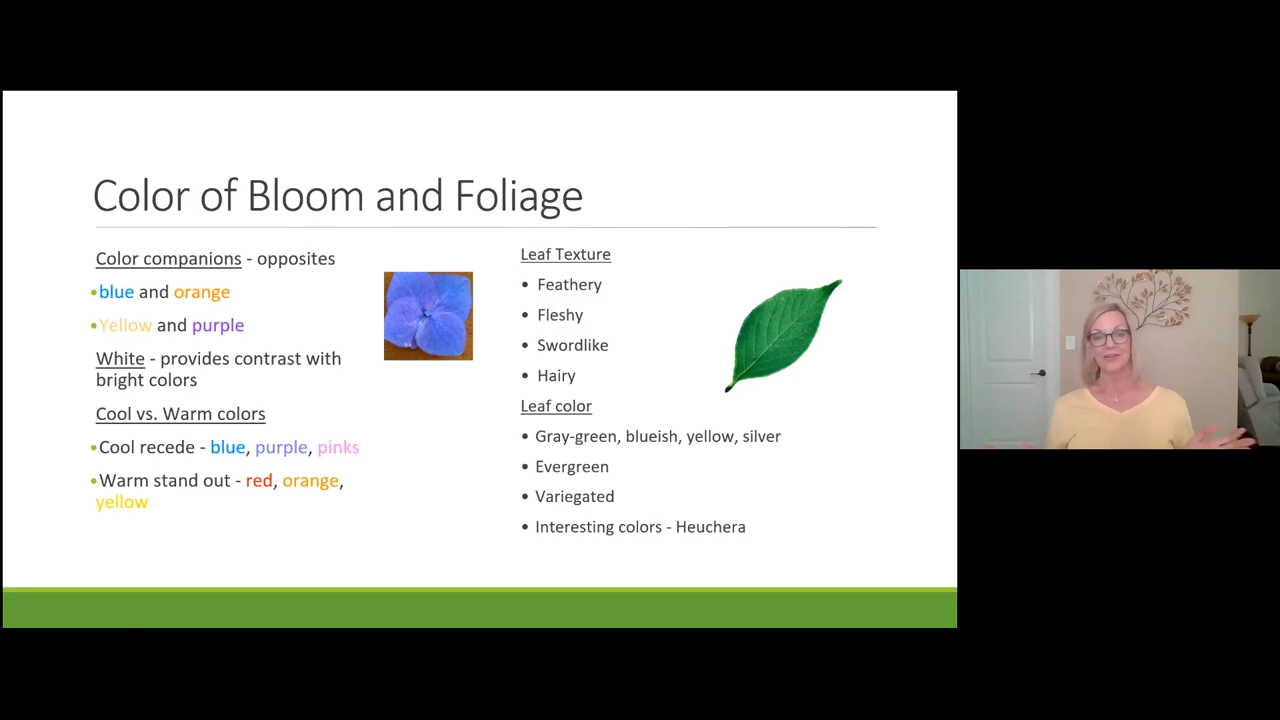 Color of Bloom and Foliage
Color companions - opposites
•blue and orange
•Yellow and purple
White - provides contrast with
bright colors
Cool vs. Warm colors
•Cool recede - blue, purple, pinks
•Warm stand out - red, orange,
yellow
Leaf Texture
• Feathery
• Fleshy
• Swordlike
• Hairy
Leaf color
• Gray-green, blueish, yellow, silver
• Evergreen
• Variegated
• Interesting colors - Heuchera